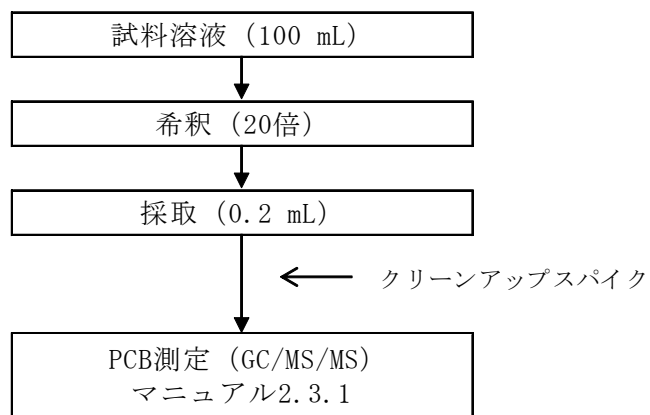 試料溶液 (100 mL)
希釈 (20倍)
採取 (0.2 mL)
クリーンアップスパイク
PCB測定 (GC/MS/MS)
マニュアル2.3.1